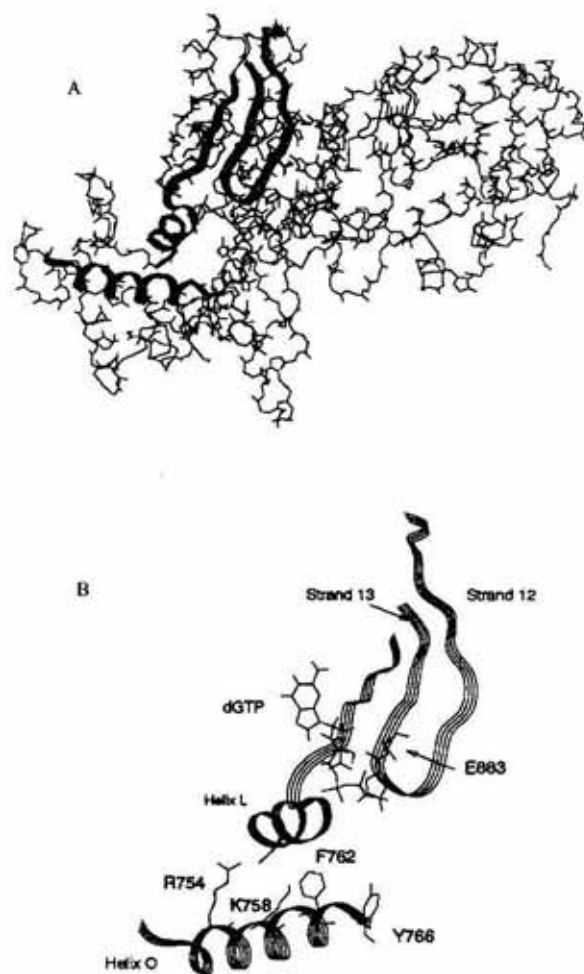 A
B
Strand 13
Strand 12
dGTP
E883
Helix L
F762
R754
K758
Y766
Helix O